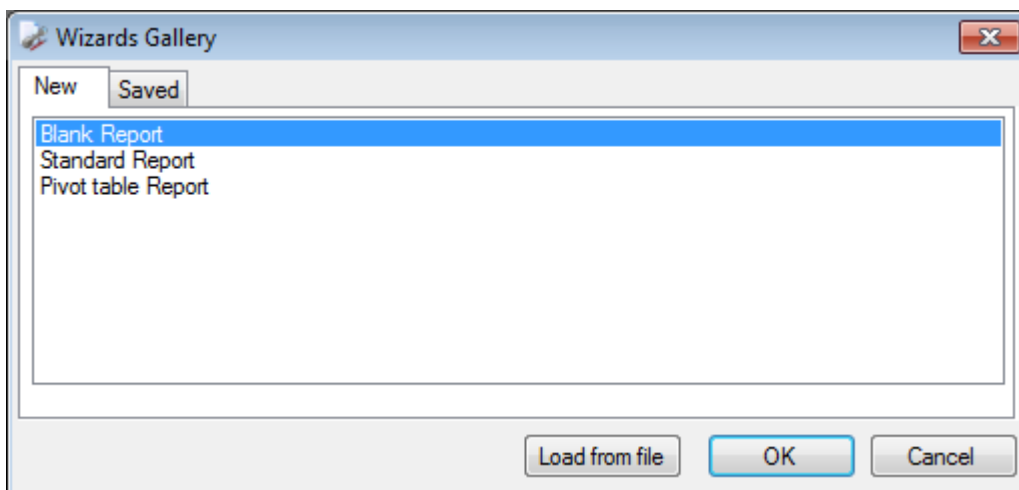 Wizards Gallery
New Saved
Blank Report
Standard Report
Pivot table Report
Load from file OK Cancel